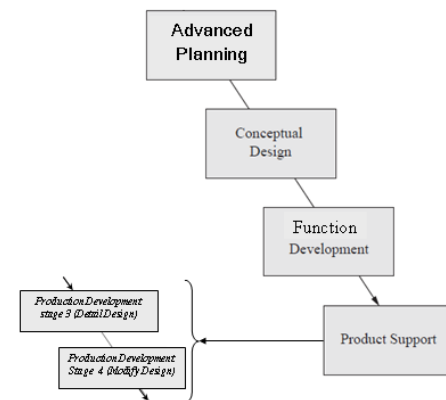 Advanced
Planning
Conceptual
Design
Function
Development
Production Development
stage 3 (Detail Design)
Product Support
Production Development
Stage 4 (Modify Design)